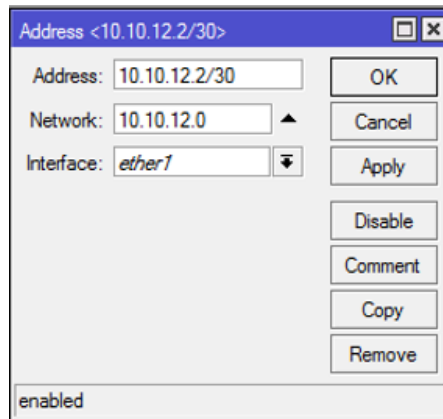 Address <10.10.12.2/30>
Address: 10.10.12.2/30
OK
Network: 10.10.12.0
Cancel
Interface: ether1
Apply
Disable
Comment
Copy
Remove
enabled